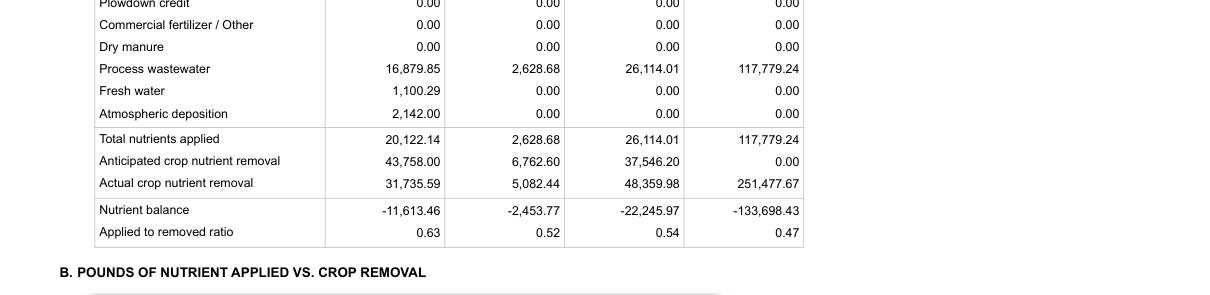 Plowdown credit 0.00 0.00 0.00 0.00
Commercial fertilizer / Other 0.00 0.00 0.00 0.00
Dry manure 0.00 0.00 0.00 0.00
Process wastewater 16,879.85 2,628.68 26,114.01 117,779.24
Fresh water 1,100.29 0.00 0.00 0.00
Atmospheric deposition 2,142.00 0.00 0.00 0.00
Total nutrients applied 20,122.14 2,628.68 26,114.01 117,779.24
Anticipated crop nutrient removal 43,758.00 6,762.60 37,546.20 0.00
Actual crop nutrient removal 31,735.59 5,082.44 48,359.98 251,477.67
Nutrient balance -11,613.46 -2,453.77 -22,245.97 -133,698.43
Applied to removed ratio 0.63 0.52 0.54 0.47
B. POUNDS OF NUTRIENT APPLIED VS. CROP REMOVAL